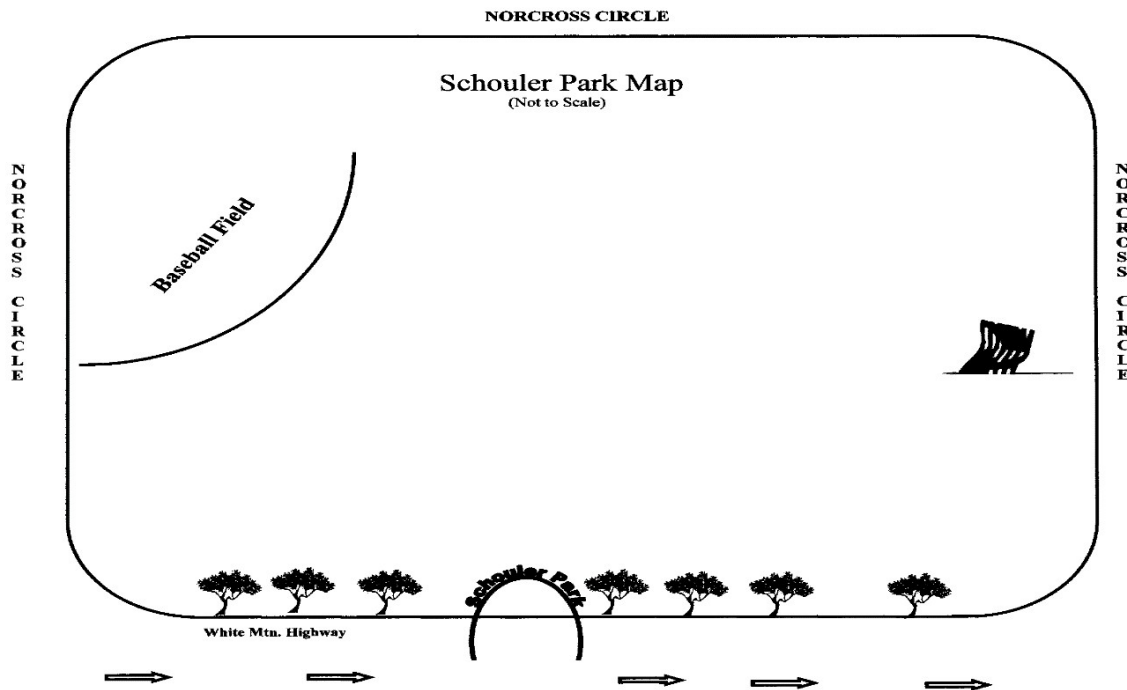 NORCROSS CIRCLE
Schouler Park Map
(Not to Scale)
NORCROSS CIRCLE
Baseball Field
NORCROSS CIRCLE
Schouler Park
White Mtn. Highway